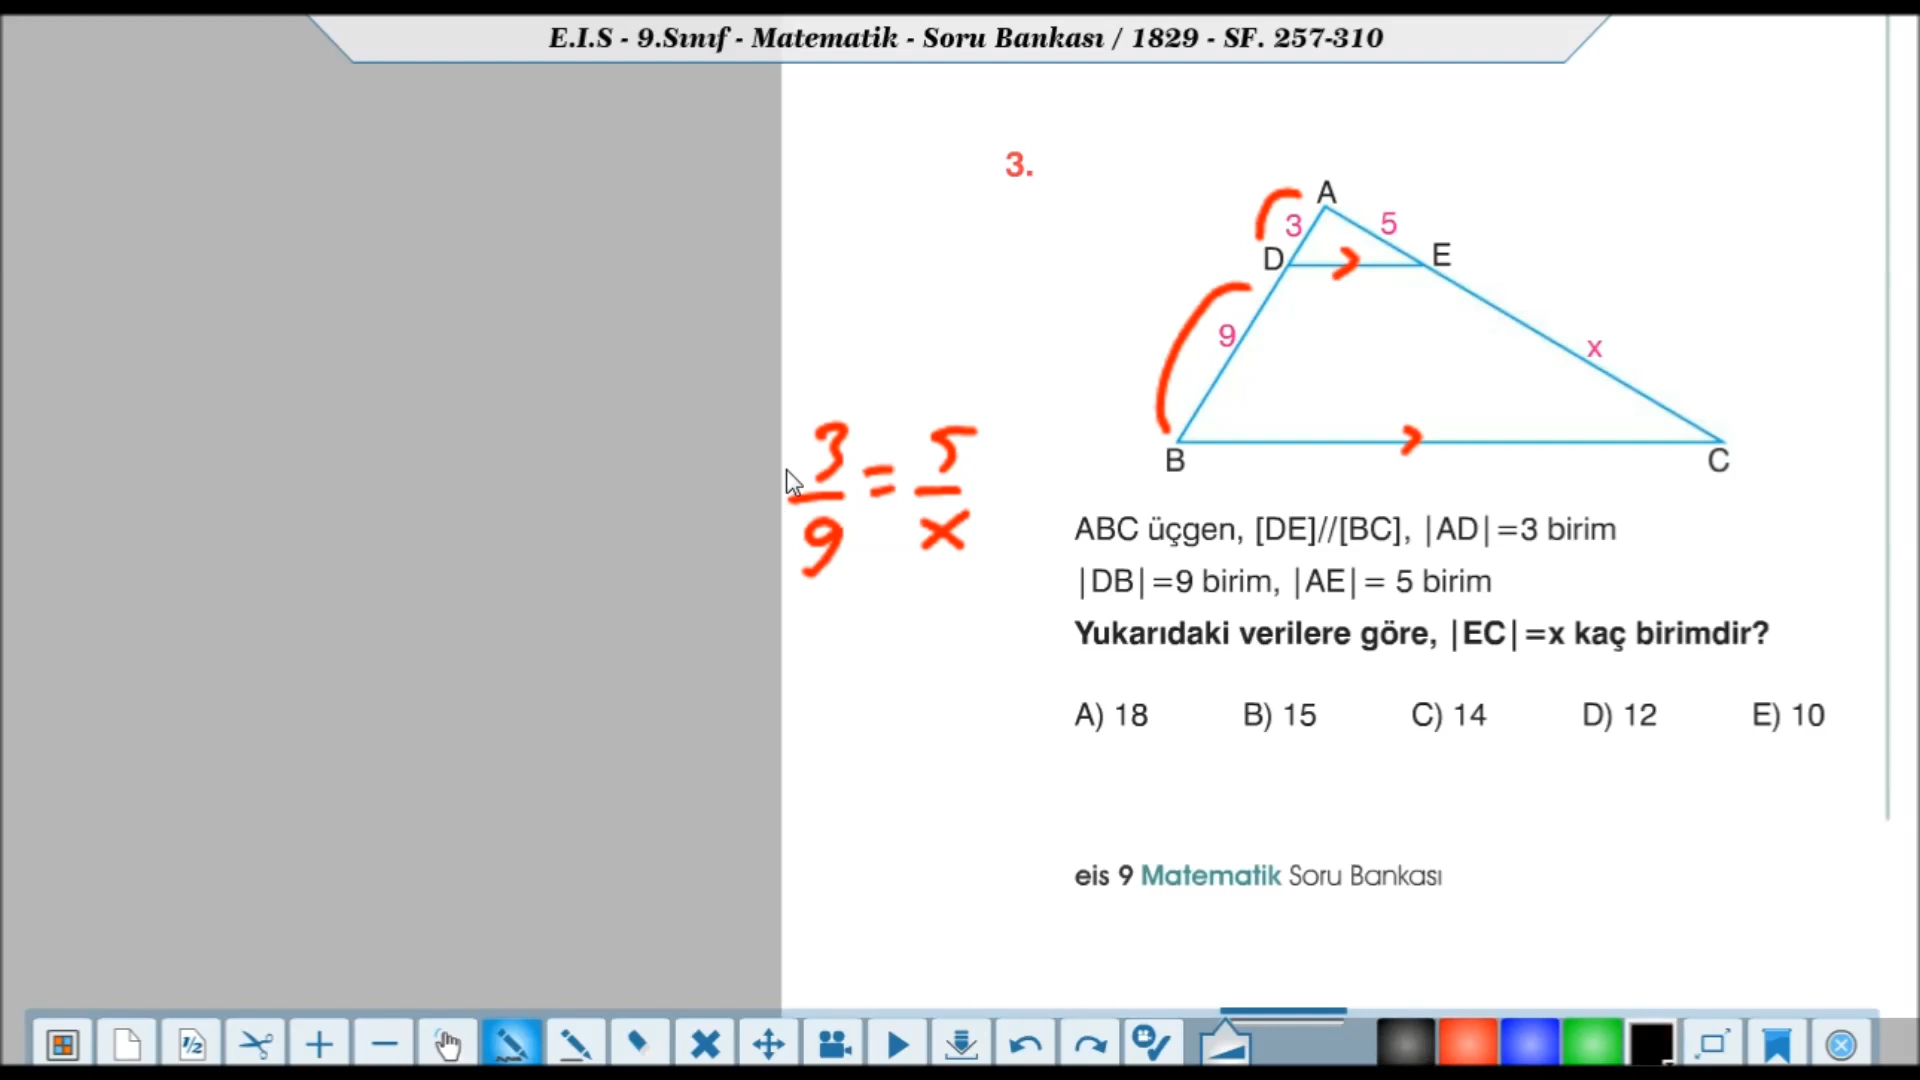 E.I.S - 9.Sınıf - Matematik - Soru Bankası / 1829 - SF. 257-310
3.
A
3
5
D
E
9
x
B
C
3/9 = 5/x
ABC üçgen, [DE]//[BC], |AD|=3 birim
|DB|=9 birim, |AE|= 5 birim
Yukarıdaki verilere göre, |EC|=x kaç birimdir?
A) 18 B) 15 C) 14 D) 12 E) 10
eis 9 Matematik Soru Bankası
1/2